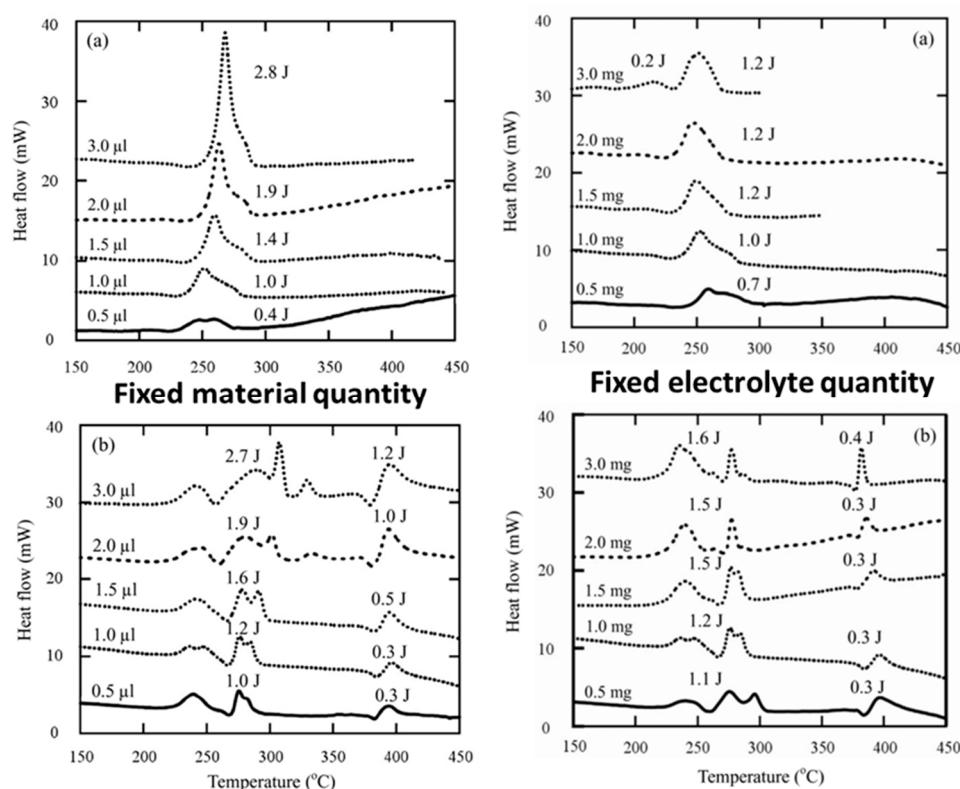 40
(a)
2.8 J
30
3.0 µl
20
2.0 µl
1.9 J
1.5 µl
1.4 J
10
1.0 µl
1.0 J
0.5 µl
0.4 J
0
Heat flow (mW)
150 200 250 300 350 400 450
Fixed material quantity
40
(a)
0.2 J
1.2 J
3.0 mg
30
2.0 mg
1.2 J
20
1.5 mg
1.2 J
1.0 mg
1.0 J
10
0.5 mg
0.7 J
0
Heat flow (mW)
150 200 250 300 350 400 450
Fixed electrolyte quantity
40
(b)
2.7 J
1.2 J
3.0 µl
30
1.9 J
1.0 J
2.0 µl
20
1.6 J
1.5 µl
0.5 J
1.2 J
1.0 µl
10
0.3 J
1.0 J
0.5 µl
0.3 J
0
Heat flow (mW)
150 200 250 300 350 400 450
Temperature (°C)
40
(b)
1.6 J
0.4 J
3.0 mg
30
1.5 J
0.3 J
2.0 mg
20
1.5 J
0.3 J
1.5 mg
1.2 J
1.0 mg
0.3 J
10
1.1 J
0.5 mg
0.3 J
0
Heat flow (mW)
150 200 250 300 350 400 450
Temperature (°C)